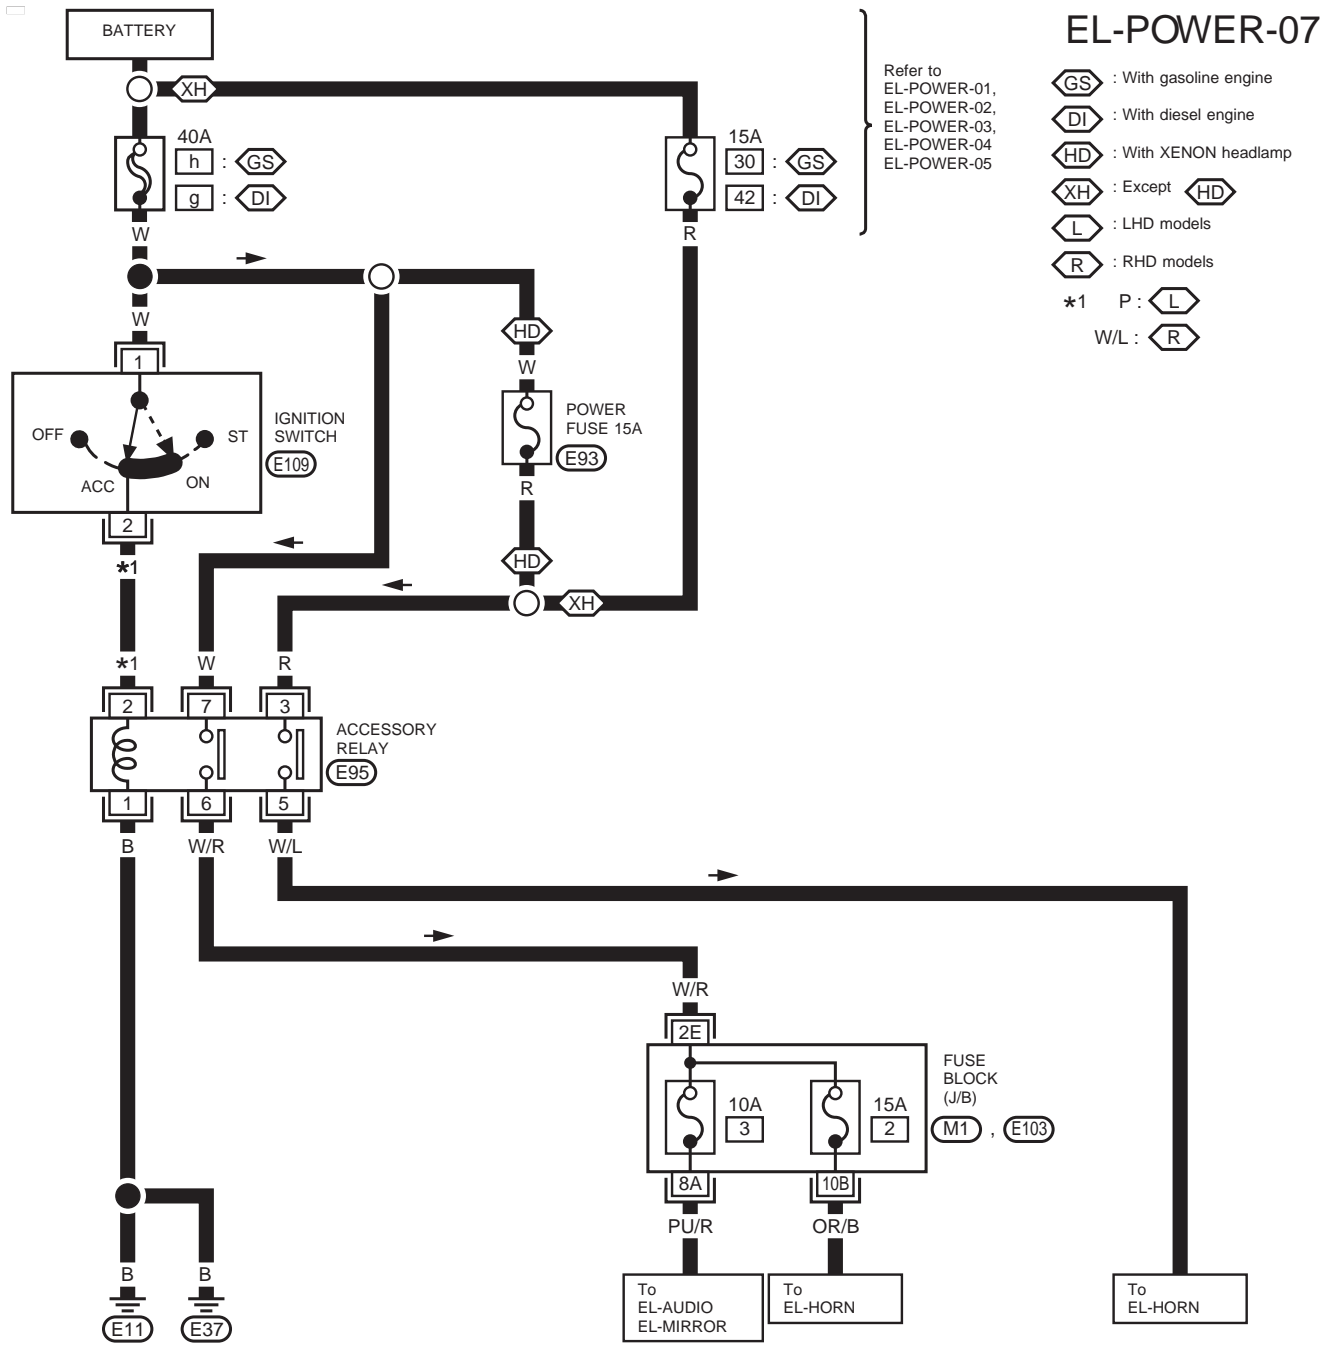 EL-POWER-07
BATTERY
XH
Refer to
EL-POWER-01,
EL-POWER-02,
EL-POWER-03,
EL-POWER-04
EL-POWER-05
GS : With gasoline engine
DI : With diesel engine
HD : With XENON headlamp
XH : Except HD
L : LHD models
R : RHD models
*1 P : L
W/L : R
40A
h : GS
g : DI
15A
30 : GS
42 : DI
W
R
W
HD
W
1
OFF
ST
ACC
ON
IGNITION
SWITCH
E109
POWER
FUSE 15A
E93
R
2
*1
HD
XH
*1
W
R
2
7
3
ACCESSORY
RELAY
E95
1
6
5
B
W/R
W/L
W/R
2E
FUSE
BLOCK
(J/B)
M1 , E103
10A
3
15A
2
8A
10B
PU/R
OR/B
B
B
E11
E37
To
EL-AUDIO
EL-MIRROR
To
EL-HORN
To
EL-HORN